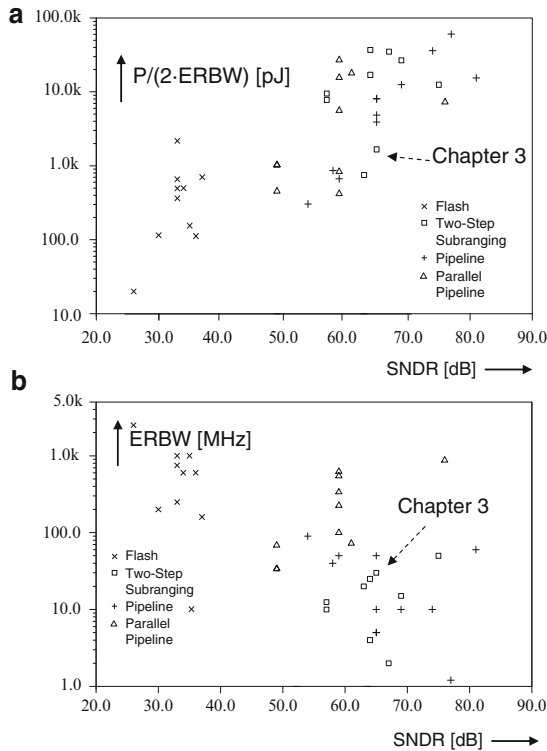 a
100.0k
P/(2·ERBW) [pJ]
10.0k
1.0k
Chapter 3
× Flash
□ Two-Step
Subranging
+ Pipeline
△ Parallel
Pipeline
100.0
10.0
20.0 30.0 40.0 50.0 60.0 70.0 80.0 90.0
SNDR [dB]
b
5.0k
ERBW [MHz]
1.0k
Chapter 3
100.0
× Flash
□ Two-Step
Subranging
+ Pipeline
△ Parallel
Pipeline
10.0
1.0
20.0 30.0 40.0 50.0 60.0 70.0 80.0 90.0
SNDR [dB]